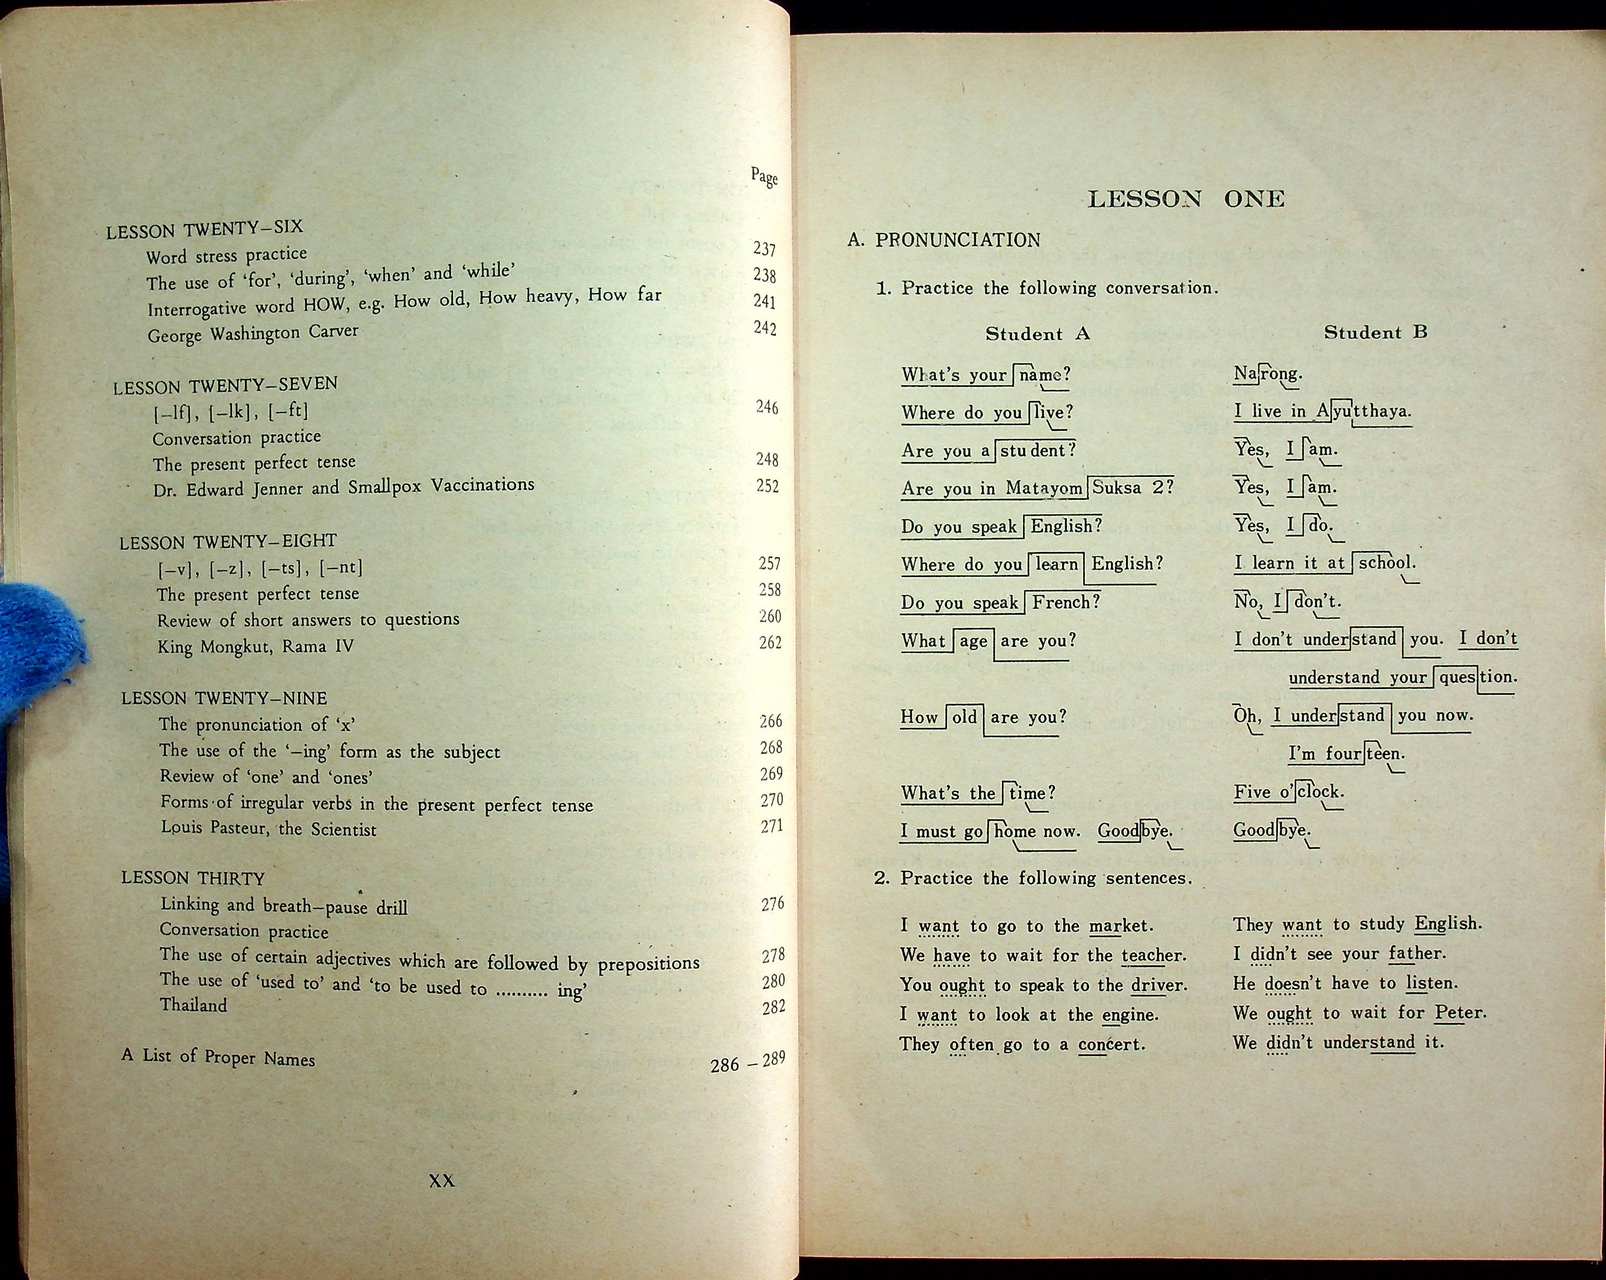 Page
LESSON TWENTY–SIX
Word stress practice 237
The use of ‘for’, ‘during’, ‘when’ and ‘while’ 238
Interrogative word HOW, e.g. How old, How heavy, How far 241
George Washington Carver 242
LESSON TWENTY–SEVEN
[–lf], [–lk], [–ft] 246
Conversation practice
The present perfect tense 248
Dr. Edward Jenner and Smallpox Vaccinations 252
LESSON TWENTY–EIGHT
[–v], [–z], [–ts], [–nt] 257
The present perfect tense 258
Review of short answers to questions 260
King Mongkut, Rama IV 262
LESSON TWENTY–NINE
The pronunciation of ‘x’ 266
The use of the ‘–ing’ form as the subject 268
Review of ‘one’ and ‘ones’ 269
Forms of irregular verbs in the present perfect tense 270
Louis Pasteur, the Scientist 271
LESSON THIRTY
Linking and breath–pause drill 276
Conversation practice
The use of certain adjectives which are followed by prepositions 278
The use of ‘used to’ and ‘to be used to .......... ing’ 280
Thailand 282
A List of Proper Names 286 – 289
XX
LESSON ONE
A. PRONUNCIATION
1. Practice the following conversation.
Student A Student B
What's your name? Narong.
Where do you live? I live in Ayutthaya.
Are you a student? Yes, I am.
Are you in Matayom Suksa 2? Yes, I am.
Do you speak English? Yes, I do.
Where do you learn English? I learn it at school.
Do you speak French? No, I don't.
What age are you? I don't understand you. I don't
understand your question.
How old are you? Oh, I understand you now.
I'm fourteen.
What's the time? Five o'clock.
I must go home now. Goodbye. Goodbye.
2. Practice the following sentences.
I want to go to the market. They want to study English.
We have to wait for the teacher. I didn't see your father.
You ought to speak to the driver. He doesn't have to listen.
I want to look at the engine. We ought to wait for Peter.
They often go to a concert. We didn't understand it.